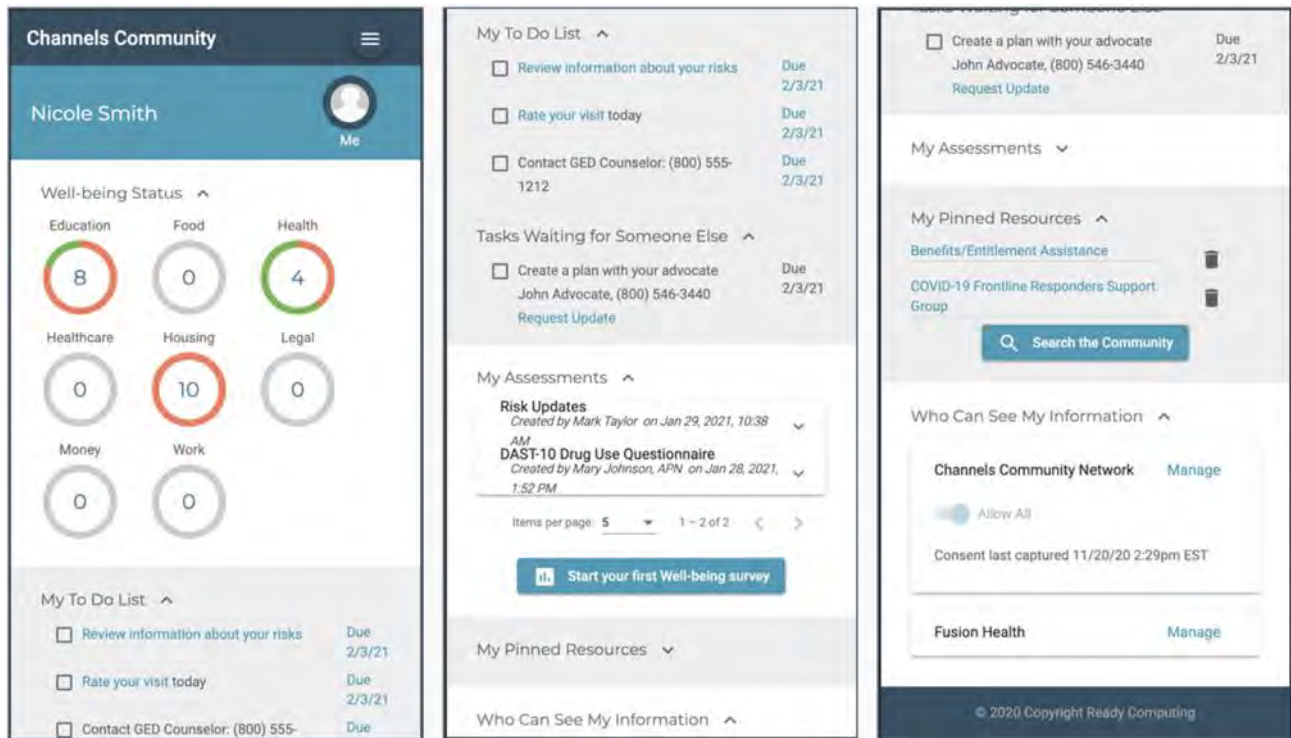 Channels Community
Nicole Smith
Me
Well-being Status
Education Food Health
8 0 4
Healthcare Housing Legal
0 10 0
Money Work
0 0
My To Do List
Review information about your risks Due
2/3/21
Rate your visit today Due
2/3/21
Contact GED Counselor: (800) 555- Due
My To Do List
Review information about your risks Due
2/3/21
Rate your visit today Due
2/3/21
Contact GED Counselor: (800) 555- Due
1212 2/3/21
Tasks Waiting for Someone Else
Create a plan with your advocate Due
John Advocate, (800) 546-3440 2/3/21
Request Update
My Assessments
Risk Updates
Created by Mark Taylor on Jan 29, 2021, 10:38
AM
DAST-10 Drug Use Questionnaire
Created by Mary Johnson, APN on Jan 28, 2021,
1:52 PM
Items per page: 5 1 – 2 of 2
Start your first Well-being survey
My Pinned Resources
Who Can See My Information
Tasks Waiting for Someone Else
Create a plan with your advocate Due
John Advocate, (800) 546-3440 2/3/21
Request Update
My Assessments
My Pinned Resources
Benefits/Entitlement Assistance
COVID-19 Frontline Responders Support
Group
Search the Community
Who Can See My Information
Channels Community Network Manage
Allow All
Consent last captured 11/20/20 2:29pm EST
Fusion Health Manage
© 2020 Copyright Ready Computing